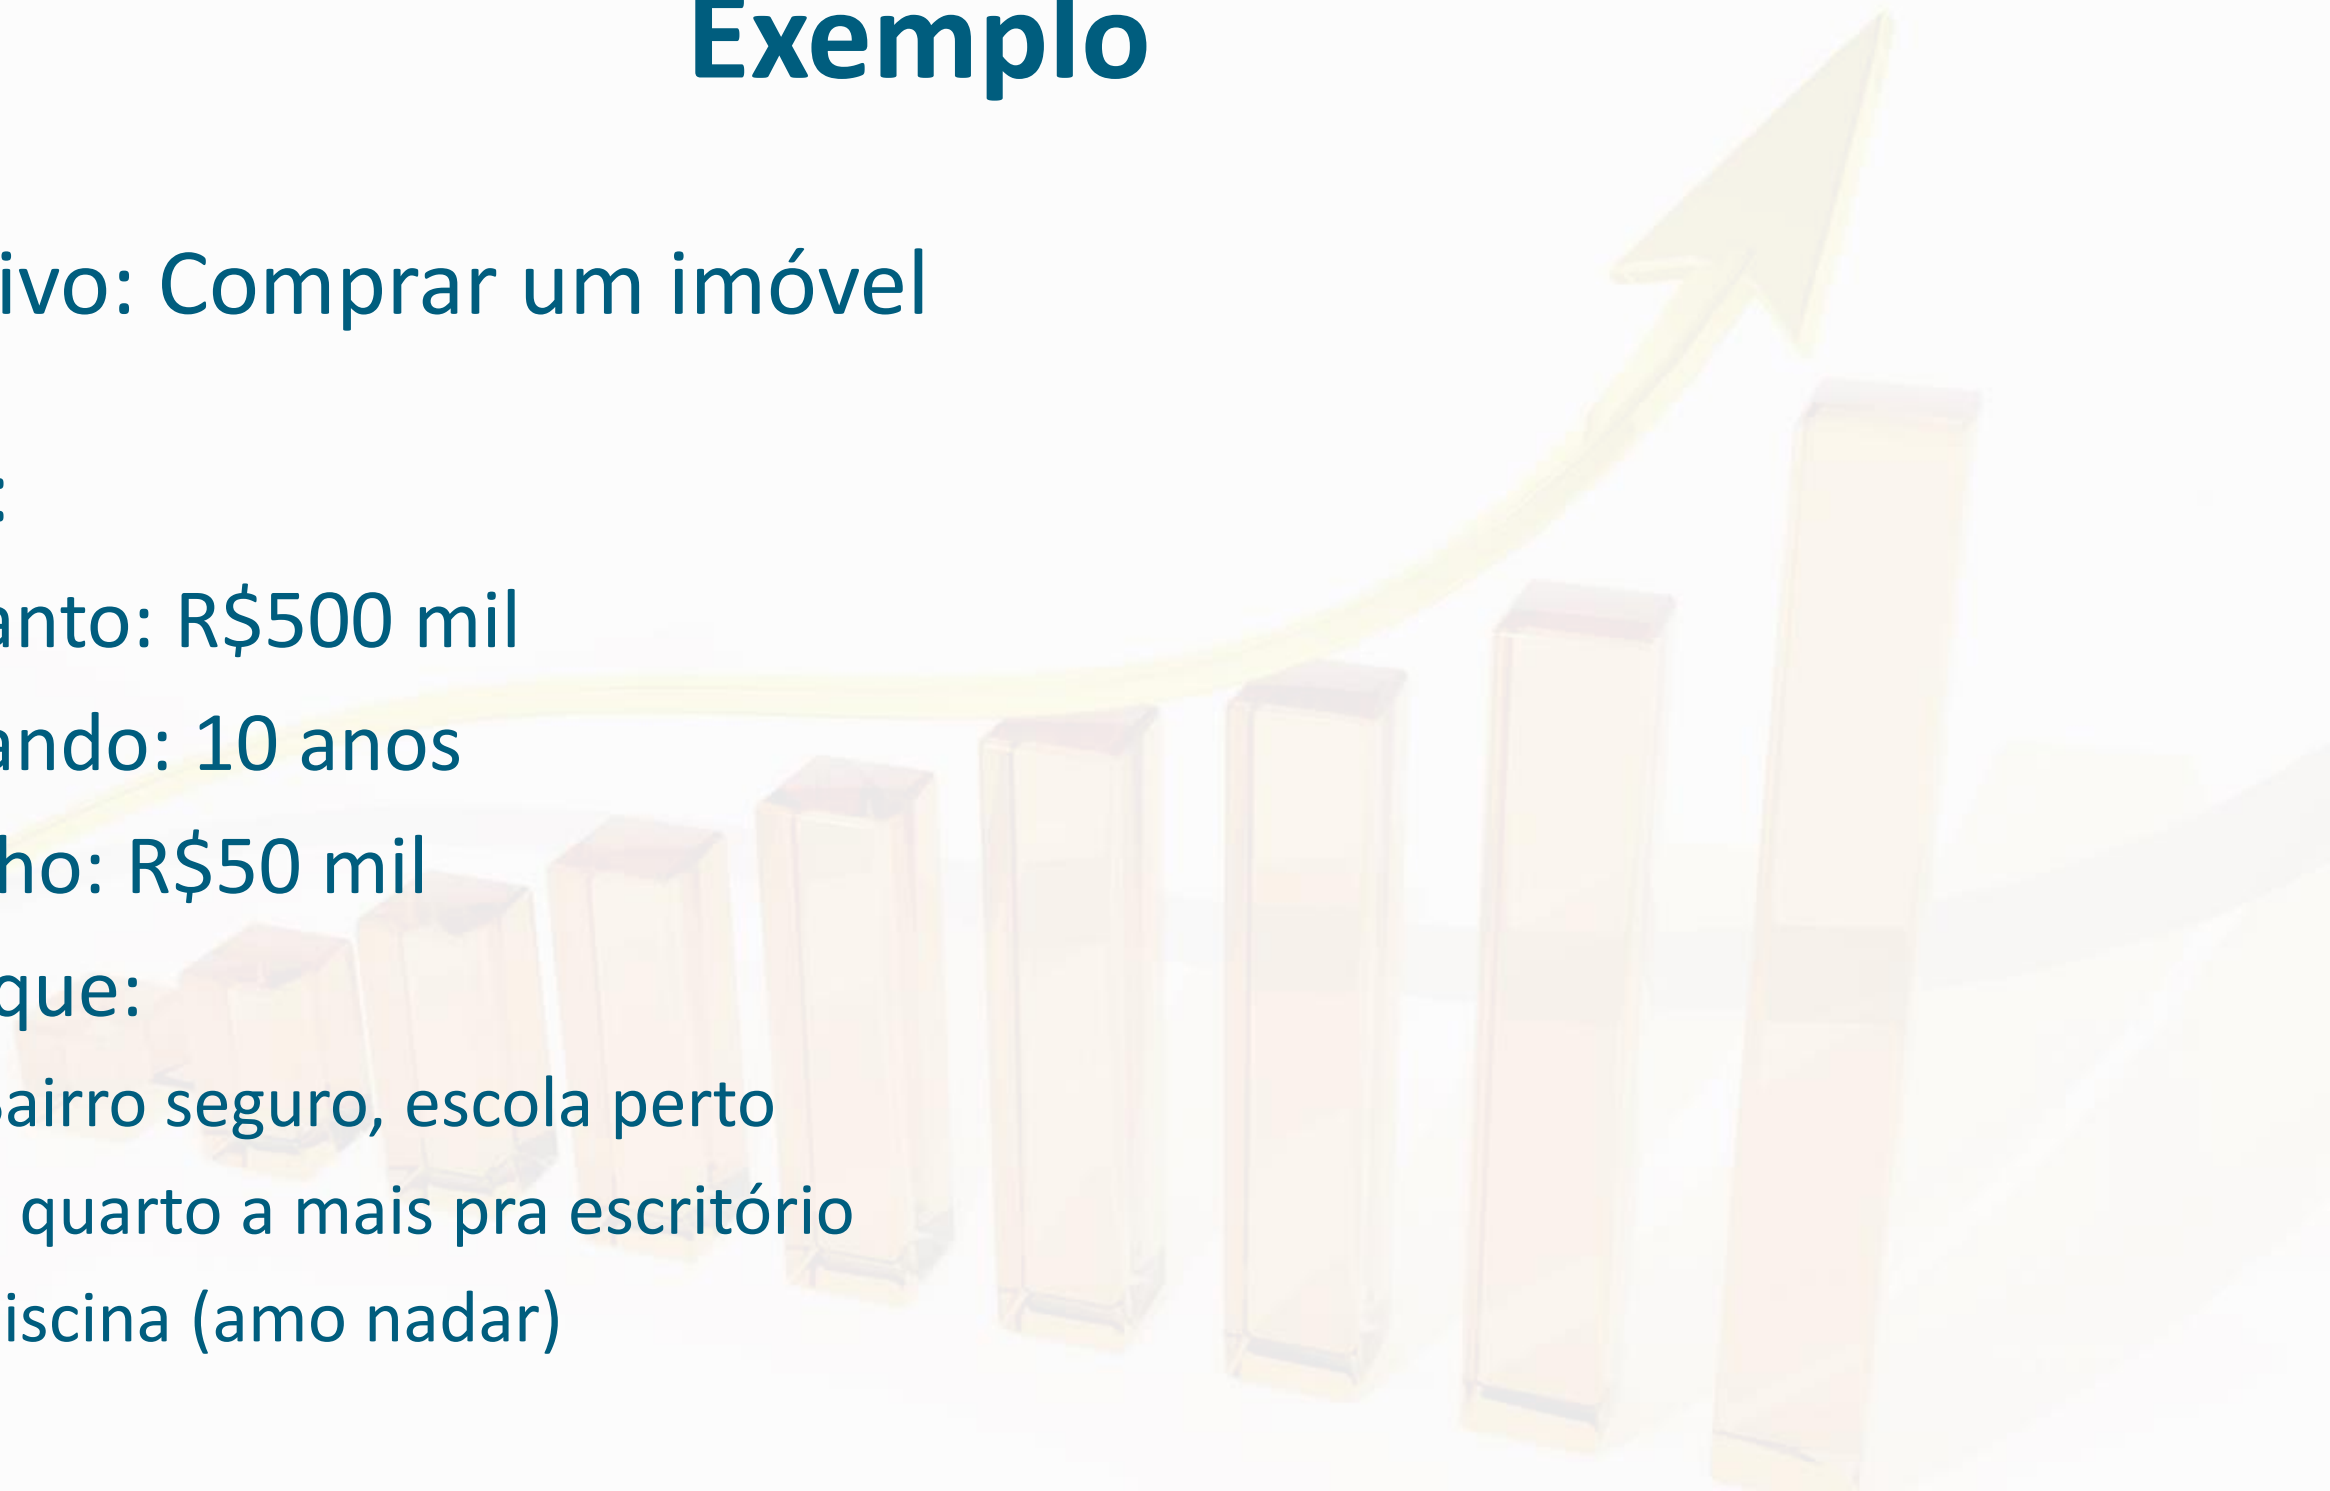 Exemplo
ivo: Comprar um imóvel
:
anto: R$500 mil
ando: 10 anos
ho: R$50 mil
que:
Bairro seguro, escola perto
quarto a mais pra escritório
iscina (amo nadar)